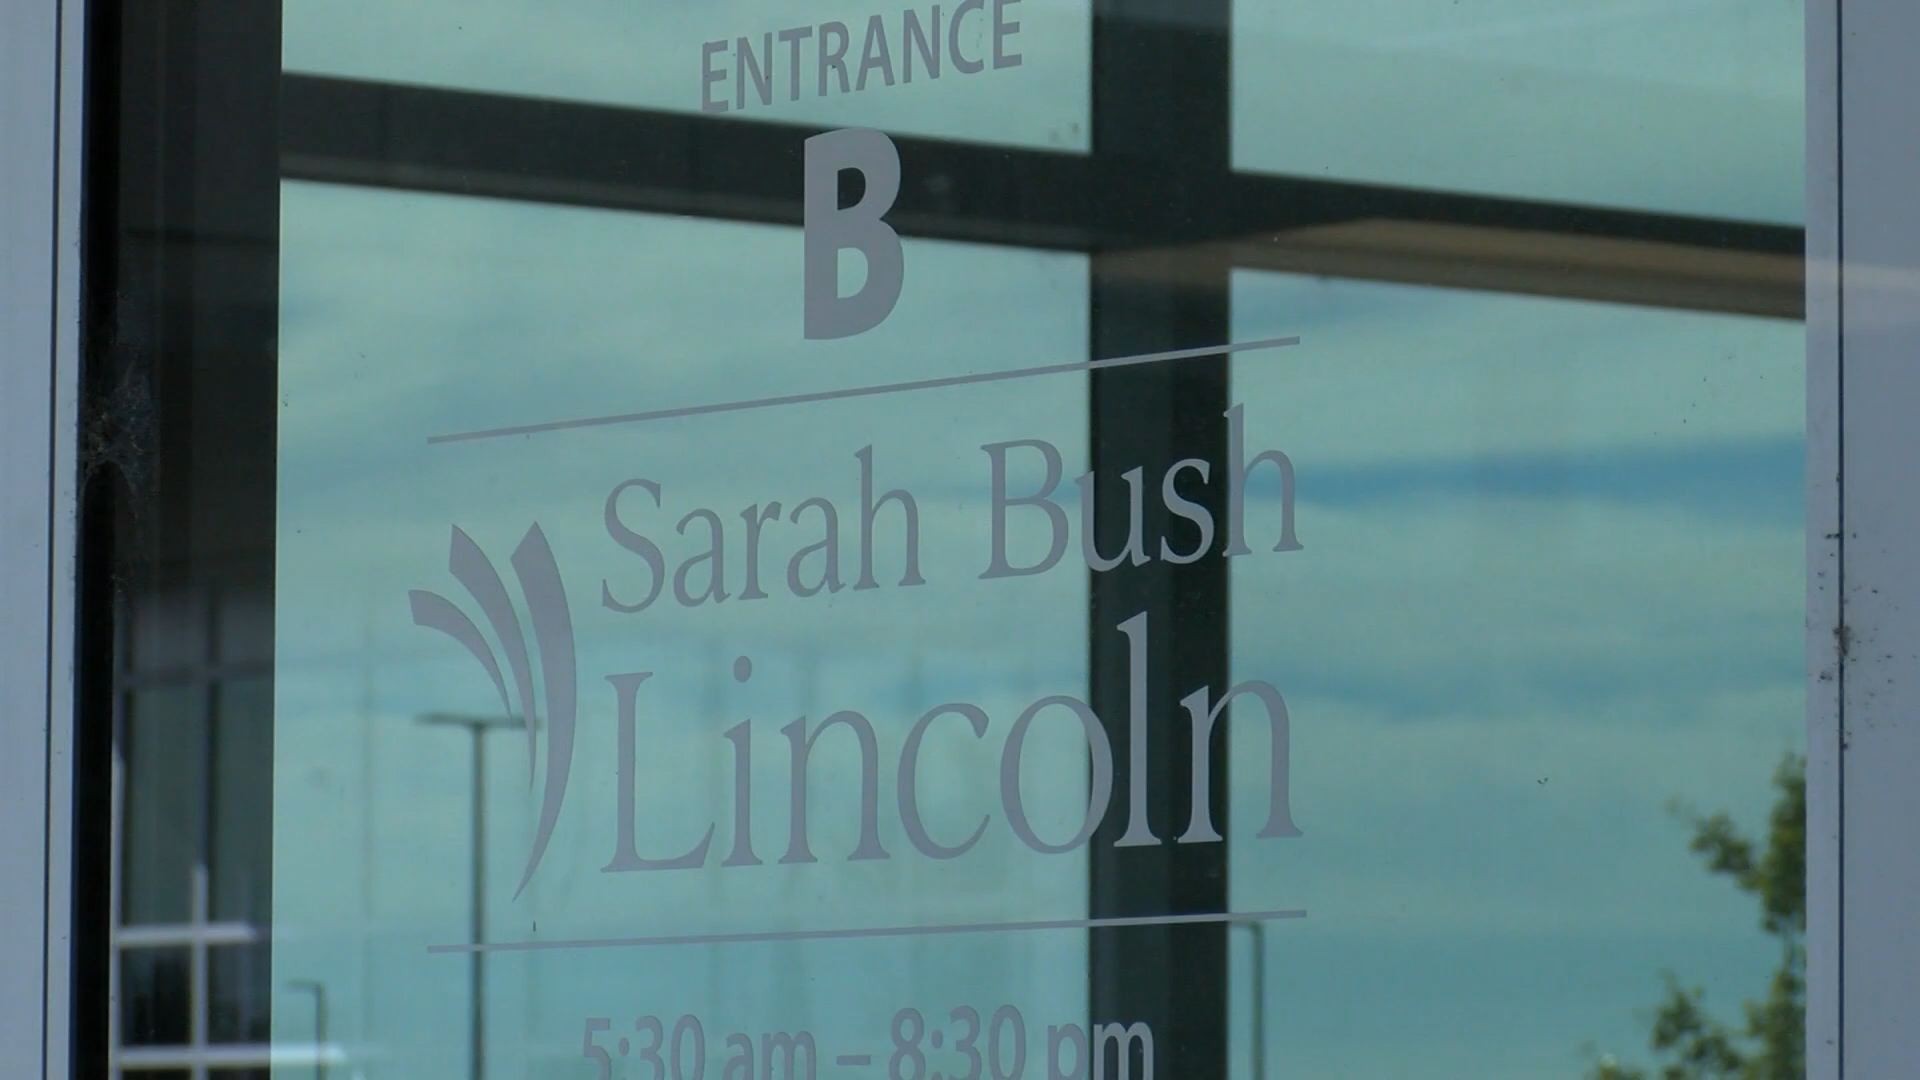 ENTRANCE
B
Sarah Bush
Lincoln
5:30 am – 8:30 pm